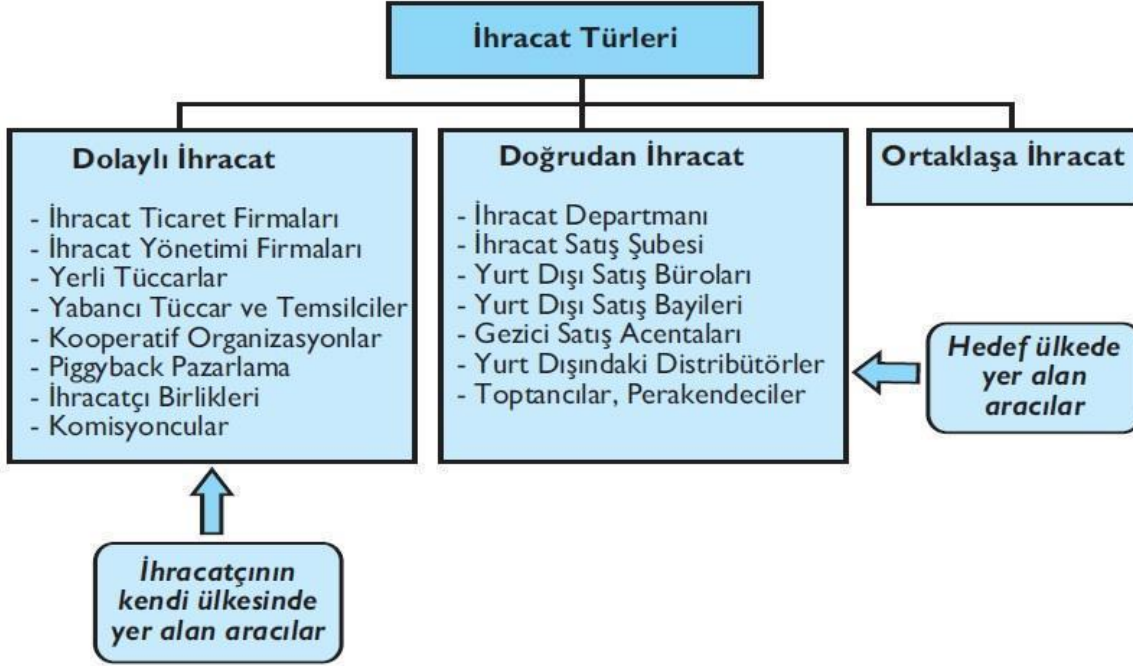 İhracat Türleri
Dolaylı İhracat
- İhracat Ticaret Firmaları
- İhracat Yönetimi Firmaları
- Yerli Tüccarlar
- Yabancı Tüccar ve Temsilciler
- Kooperatif Organizasyonlar
- Piggyback Pazarlama
- İhracatçı Birlikleri
- Komisyoncular
Doğrudan İhracat
- İhracat Departmanı
- İhracat Satış Şubesi
- Yurt Dışı Satış Büroları
- Yurt Dışı Satış Bayileri
- Gezici Satış Acentaları
- Yurt Dışındaki Distribütörler
- Toptancılar, Perakendeciler
Ortaklaşa İhracat
Hedef ülkede
yer alan
aracılar
İhracatçının
kendi ülkesinde
yer alan aracılar